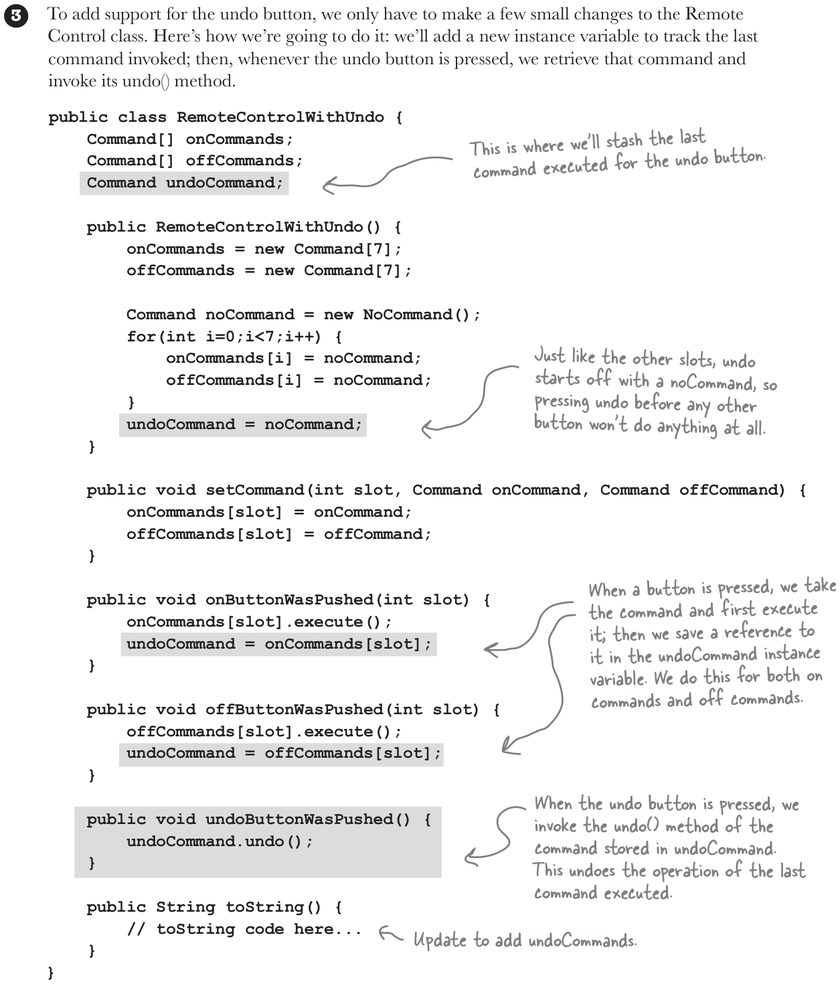 3 To add support for the undo button, we only have to make a few small changes to the Remote
Control class. Here's how we're going to do it: we'll add a new instance variable to track the last
command invoked; then, whenever the undo button is pressed, we retrieve that command and
invoke its undo() method.
public class RemoteControlWithUndo {
    Command[] onCommands;
    Command[] offCommands;
    Command undoCommand;
This is where we'll stash the last
command executed for the undo button.
    public RemoteControlWithUndo() {
        onCommands = new Command[7];
        offCommands = new Command[7];

        Command noCommand = new NoCommand();
        for(int i=0;i<7;i++) {
            onCommands[i] = noCommand;
            offCommands[i] = noCommand;
        }
        undoCommand = noCommand;
    }
Just like the other slots, undo
starts off with a noCommand, so
pressing undo before any other
button won't do anything at all.
    public void setCommand(int slot, Command onCommand, Command offCommand) {
        onCommands[slot] = onCommand;
        offCommands[slot] = offCommand;
    }

    public void onButtonWasPushed(int slot) {
        onCommands[slot].execute();
        undoCommand = onCommands[slot];
    }
When a button is pressed, we take
the command and first execute
it; then we save a reference to
it in the undoCommand instance
variable. We do this for both on
commands and off commands.
    public void offButtonWasPushed(int slot) {
        offCommands[slot].execute();
        undoCommand = offCommands[slot];
    }

    public void undoButtonWasPushed() {
        undoCommand.undo();
    }
When the undo button is pressed, we
invoke the undo() method of the
command stored in undoCommand.
This undoes the operation of the last
command executed.
    public String toString() {
        // toString code here...
    }
Update to add undoCommands.
}